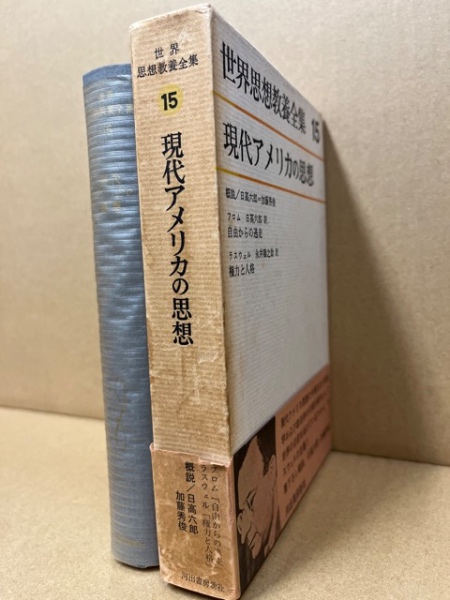 世界
思想教養全集
15
現代アメリカの思想
フロム「自由からの逃走
ラスウェル「権力と人格
概説/日高六郎
加藤秀俊
河出書房新社
世界思想教養全集 15
現代アメリカの思想
概説/日高六郎=加藤秀俊
フロム 日高六郎 訳
自由からの逃走
ラスウェル 永井陽之助 訳
権力と人格